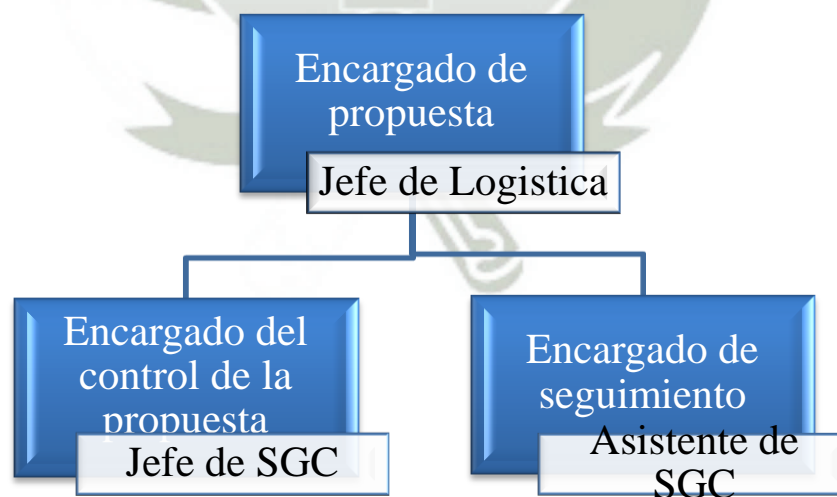 Encargado de
propuesta
Jefe de Logistica
Encargado del
control de la
propuesta
Jefe de SGC
Encargado de
seguimiento
Asistente de
SGC